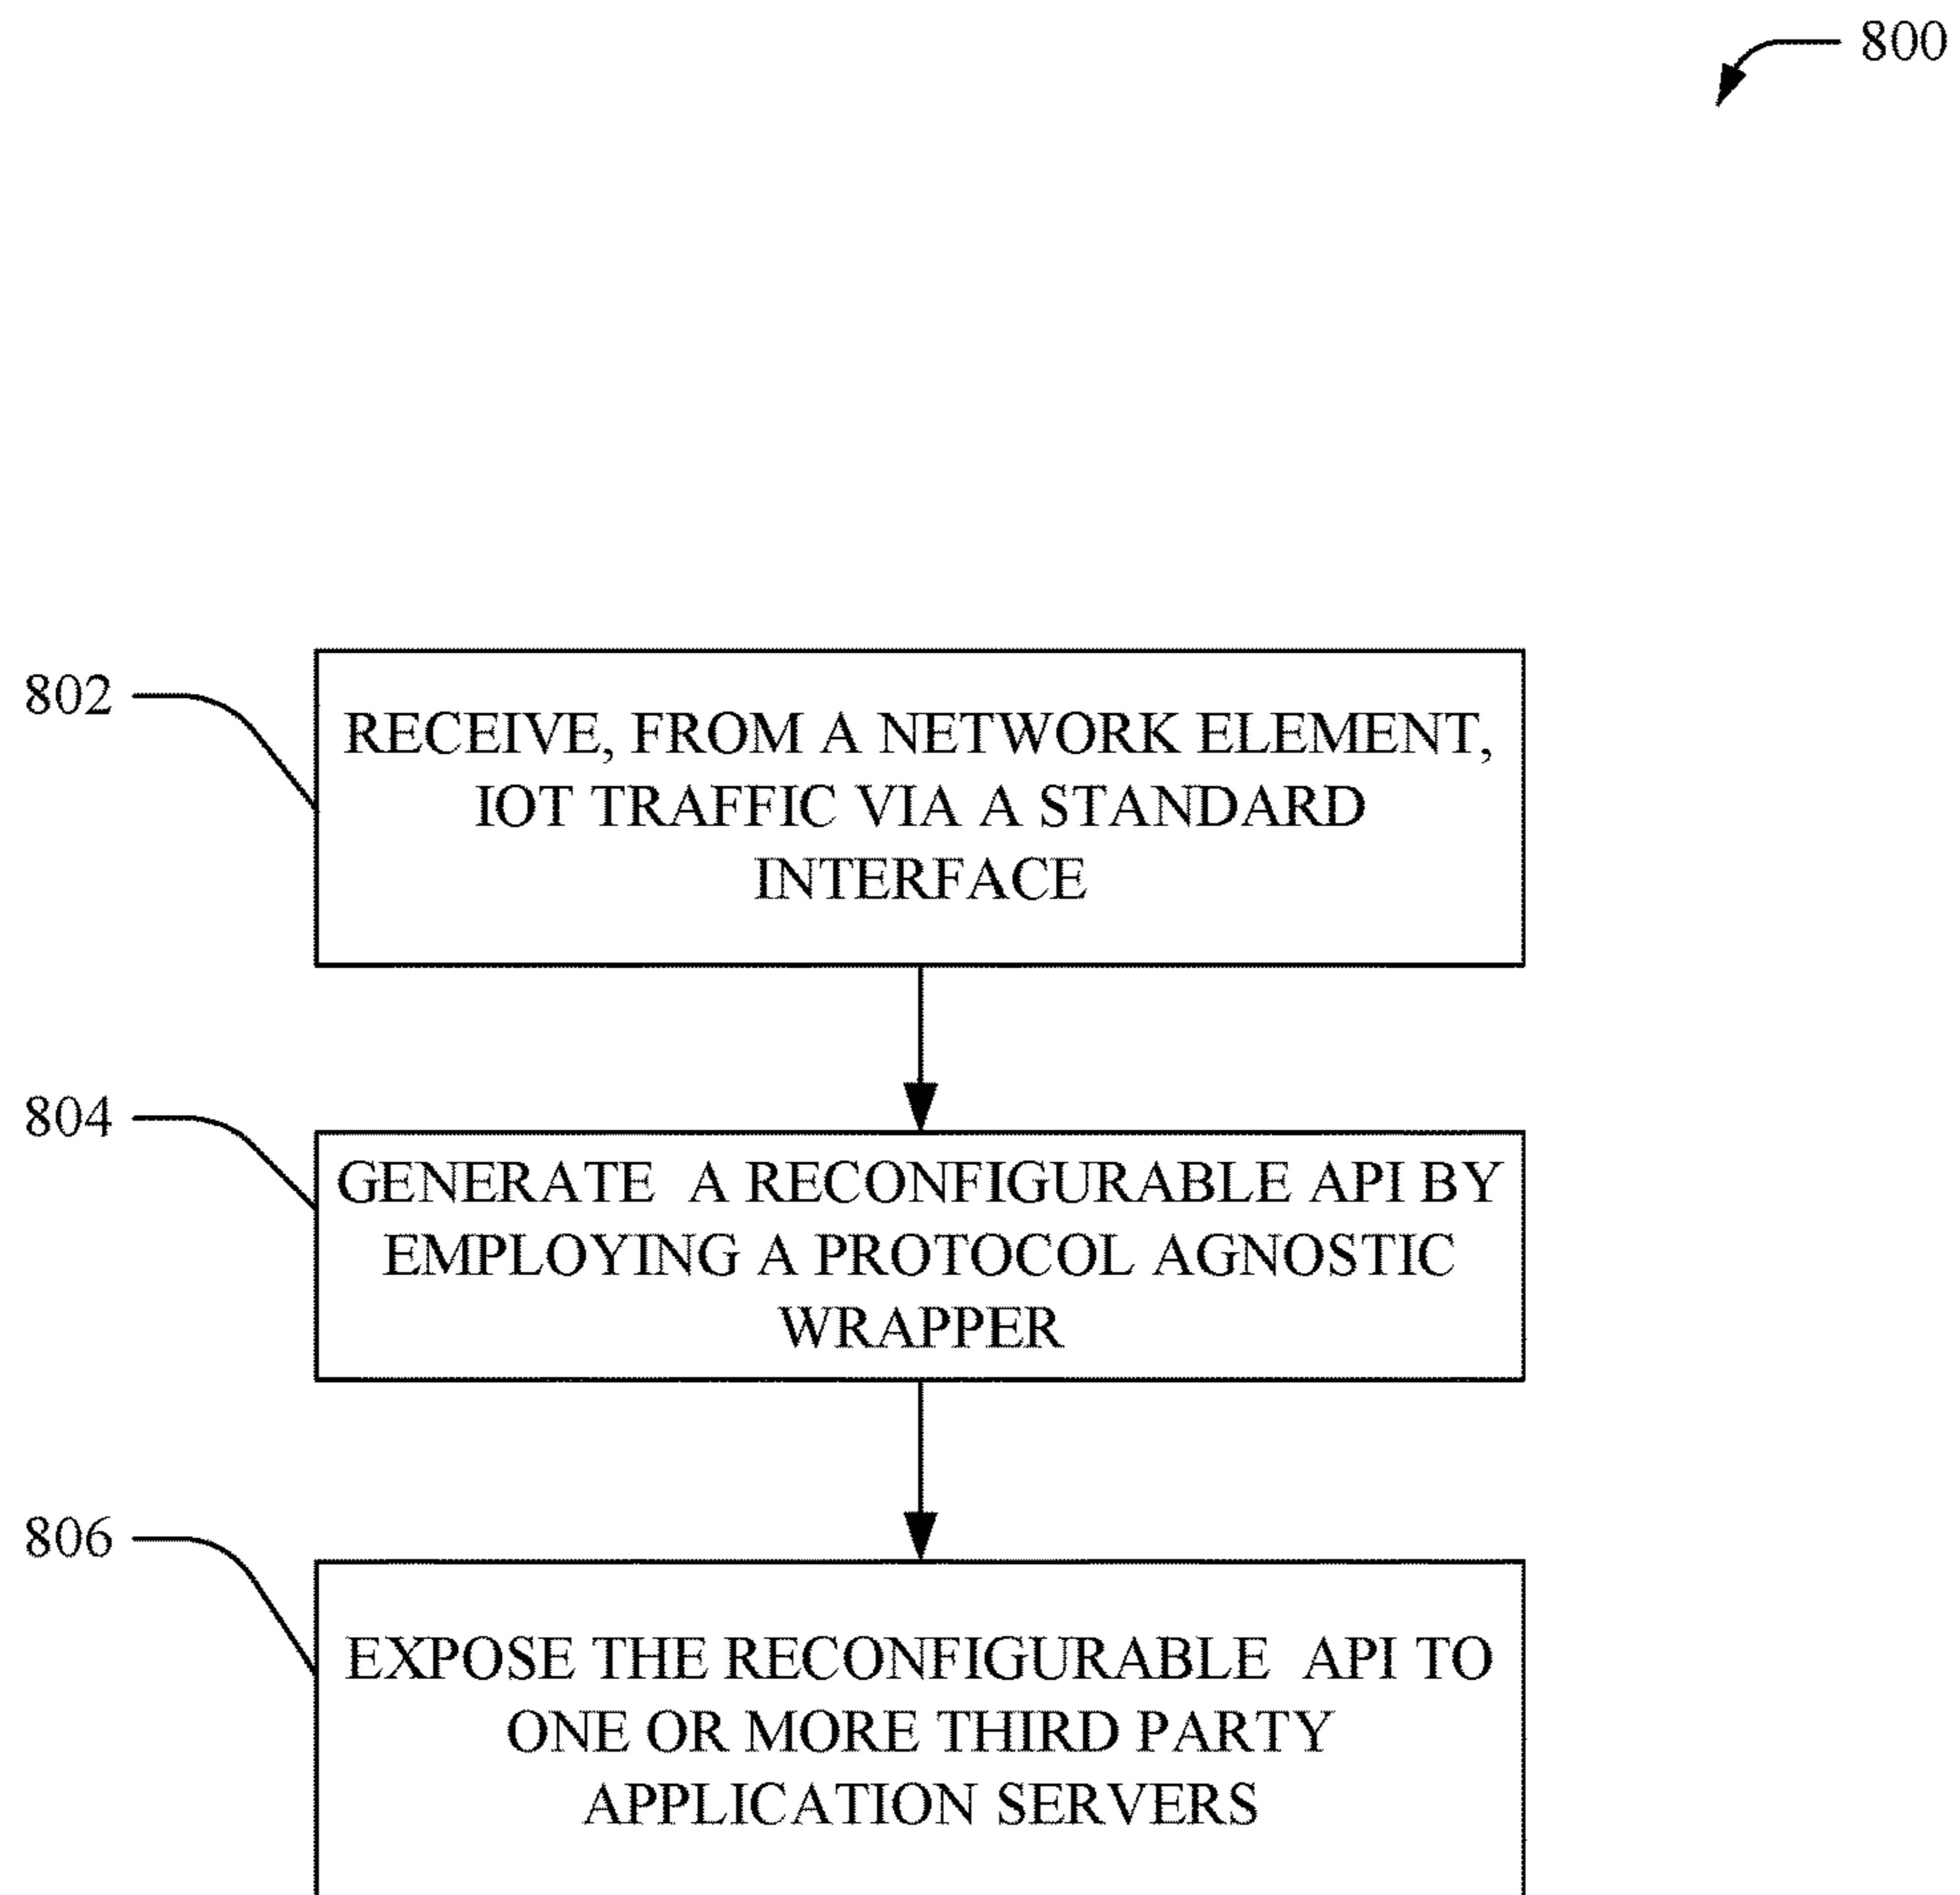 800
802
RECEIVE, FROM A NETWORK ELEMENT,
IOT TRAFFIC VIA A STANDARD
INTERFACE
804
GENERATE A RECONFIGURABLE API BY
EMPLOYING A PROTOCOL AGNOSTIC
WRAPPER
806
EXPOSE THE RECONFIGURABLE API TO
ONE OR MORE THIRD PARTY
APPLICATION SERVERS